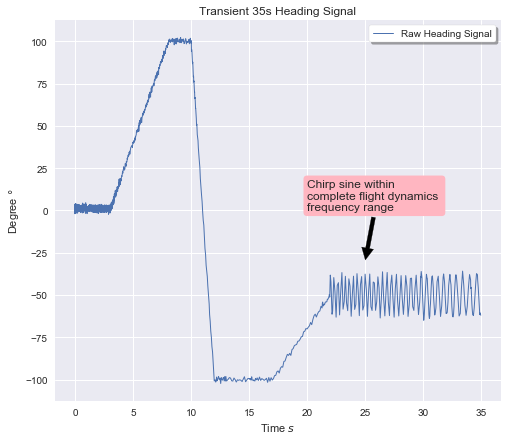 Transient 35s Heading Signal
Raw Heading Signal
100
75
50
25
0
−25
−50
−75
−100
Degree °
Chirp sine within
complete flight dynamics
frequency range
0 5 10 15 20 25 30 35
Time s